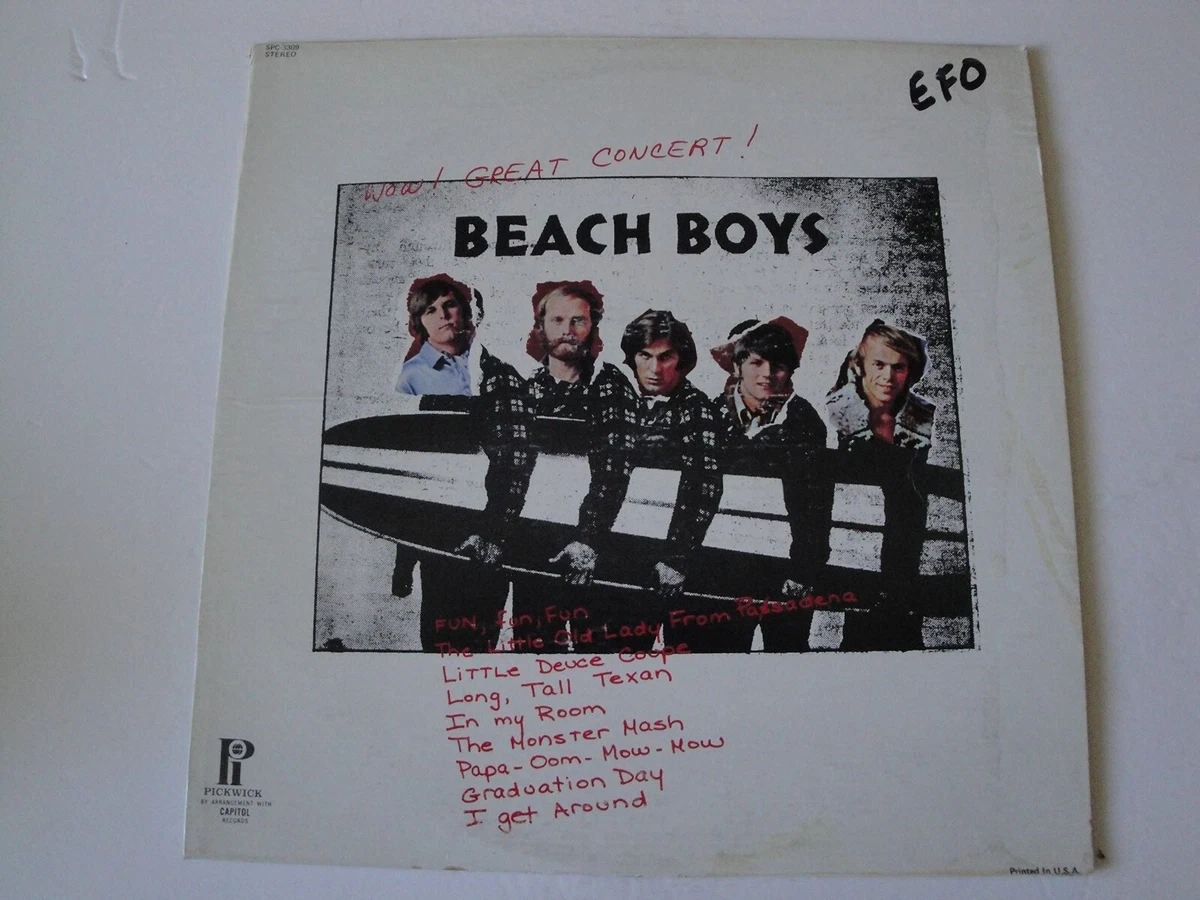 SPC-3309
STEREO
EFO
WOW! GREAT CONCERT!
BEACH BOYS
FUN, Fun, Fun
The Little Old Lady From Passadena
LITTLE Deuce Coupe
Long, Tall Texan
In my Room
The Monster Mash
Papa-Oom-Mow-Mow
Graduation Day
I get Around
Pi
PICKWICK
BY ARRANGEMENT WITH
CAPITOL
RECORDS
Printed in U.S.A.